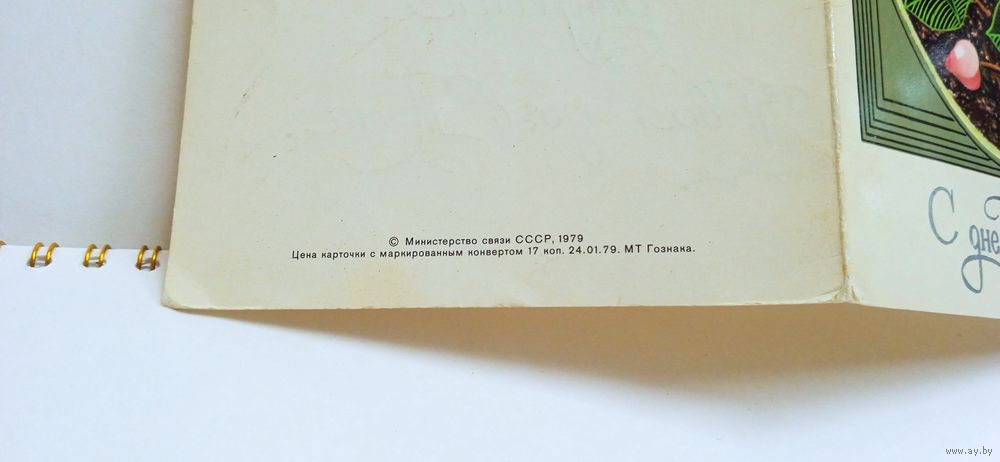 © Министерство связи СССР, 1979
Цена карточки с маркированным конвертом 17 коп. 24.01.79. МТ Гознака.
С
дне
www.ay.by